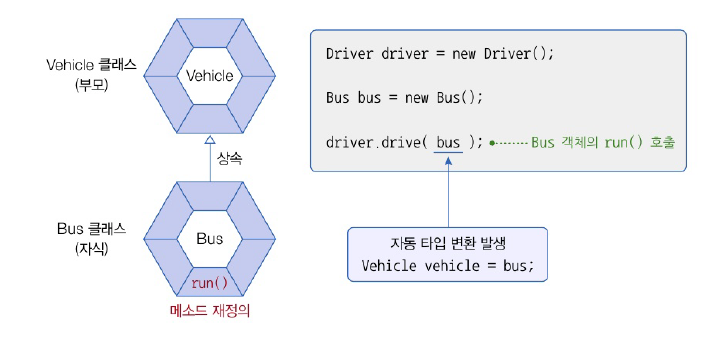 Vehicle 클래스
(부모)
Vehicle
상속
Bus 클래스
(자식)
Bus
run()
메소드 재정의
Driver driver = new Driver();
Bus bus = new Bus();
driver.drive( bus ); Bus 객체의 run() 호출
자동 타입 변환 발생
Vehicle vehicle = bus;